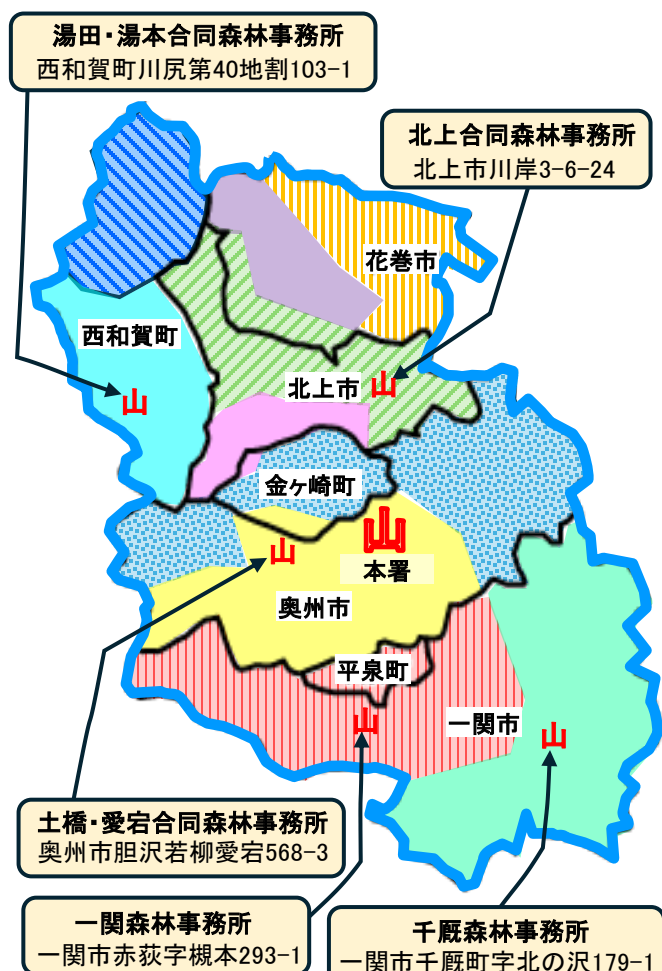 湯田・湯本合同森林事務所
西和賀町川尻第40地割103-1
北上合同森林事務所
北上市川岸3-6-24
花巻市
西和賀町
山
北上市
山
金ヶ崎町
山
山
本署
奥州市
平泉町
山
一関市
山
土橋・愛宕合同森林事務所
奥州市胆沢若柳愛宕568-3
一関森林事務所
一関市赤荻字槻本293-1
千厩森林事務所
一関市千厩町字北の沢179-1